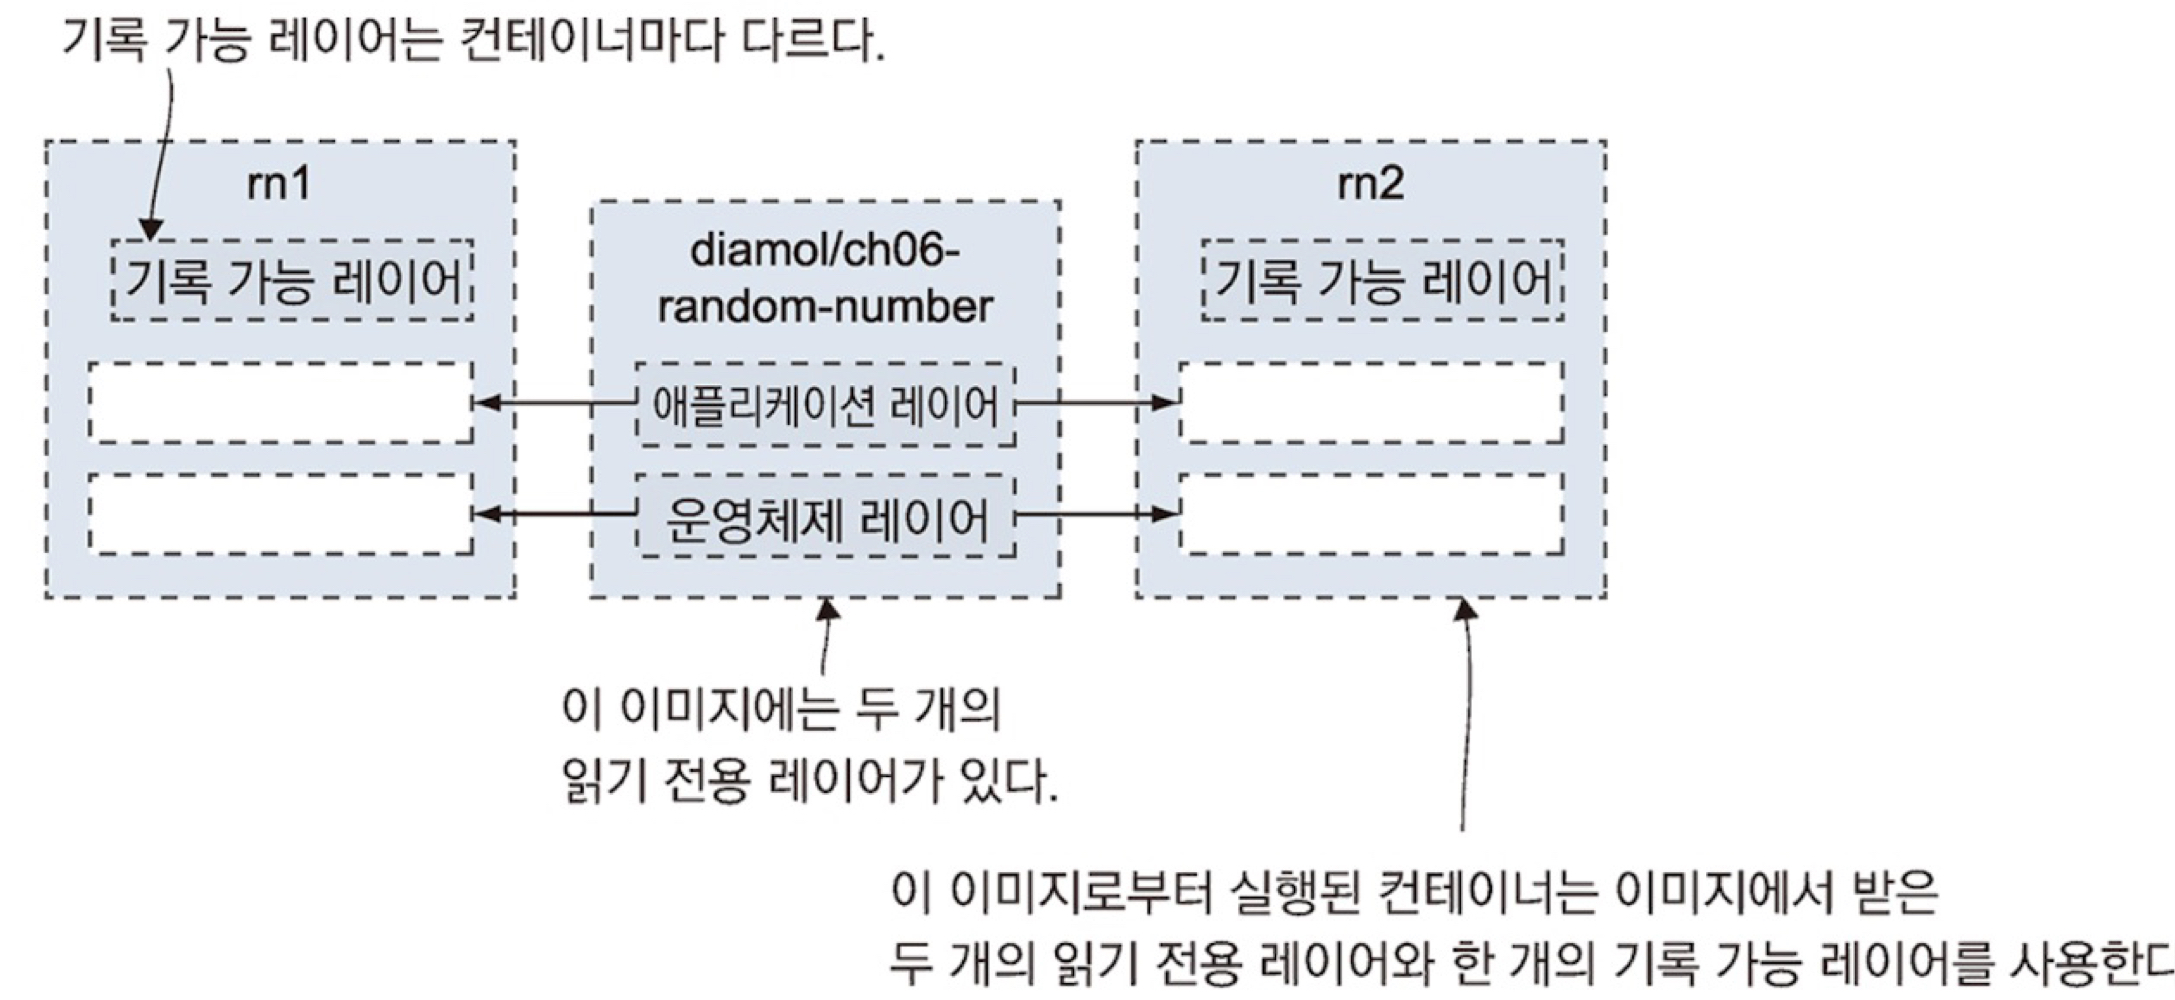 기록 가능 레이어는 컨테이너마다 다르다.
rn1
기록 가능 레이어
diamol/ch06-
random-number
애플리케이션 레이어
운영체제 레이어
rn2
기록 가능 레이어
이 이미지에는 두 개의
읽기 전용 레이어가 있다.
이 이미지로부터 실행된 컨테이너는 이미지에서 받은
두 개의 읽기 전용 레이어와 한 개의 기록 가능 레이어를